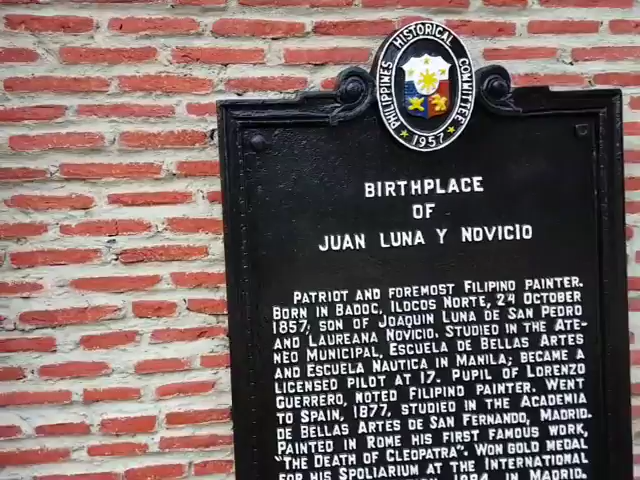 PHILIPPINES HISTORICAL COMMITTEE
1957
BIRTHPLACE
OF
JUAN LUNA Y NOVICIO
PATRIOT AND FOREMOST FILIPINO PAINTER.
BORN IN BADOC, ILOCOS NORTE, 24 OCTOBER
1857, SON OF JOAQUIN LUNA DE SAN PEDRO
AND LAUREANA NOVICIO. STUDIED IN THE ATE-
NEO MUNICIPAL, ESCUELA DE BELLAS ARTES
AND ESCUELA NAUTICA IN MANILA; BECAME A
LICENSED PILOT AT 17. PUPIL OF LORENZO
GUERRERO, NOTED FILIPINO PAINTER. WENT
TO SPAIN, 1877, STUDIED IN THE ACADEMIA
DE BELLAS ARTES DE SAN FERNANDO, MADRID.
PAINTED IN ROME HIS FIRST FAMOUS WORK,
"THE DEATH OF CLEOPATRA". WON GOLD MEDAL
FOR HIS SPOLIARIUM AT THE INTERNATIONAL
1884, IN MADRID.